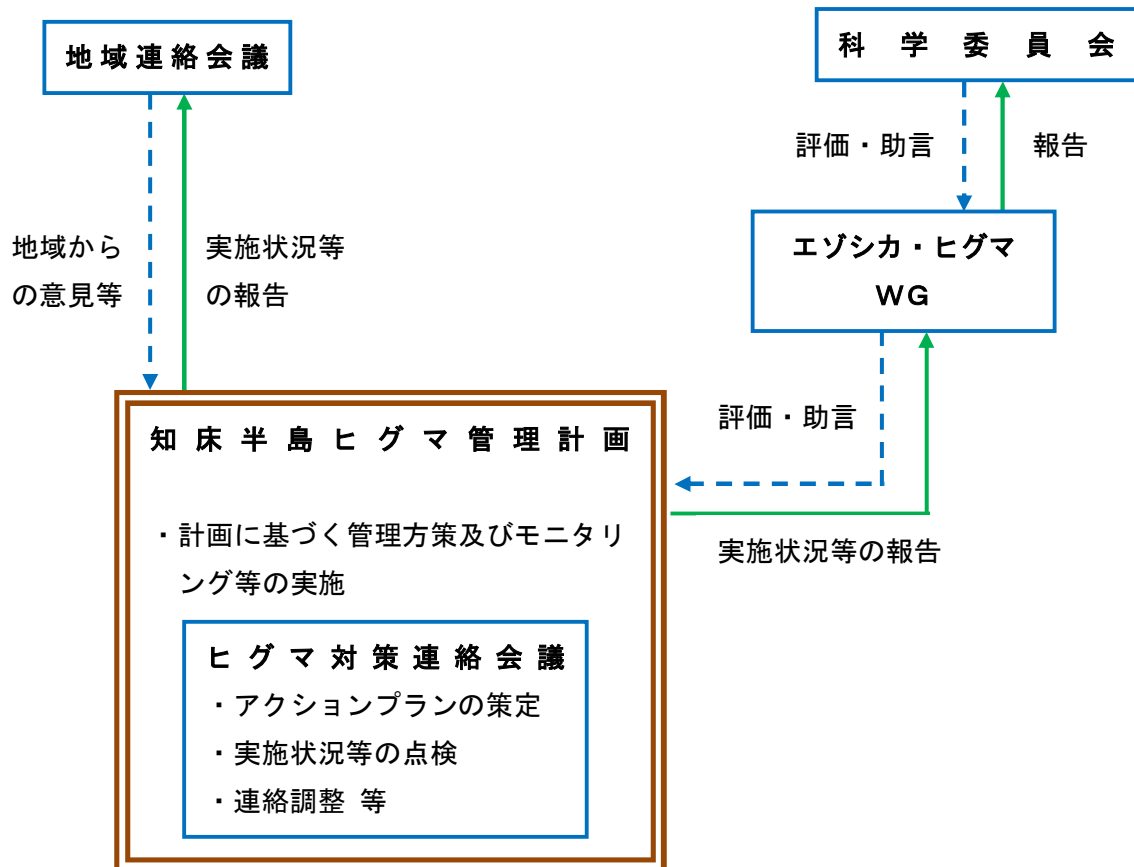 地域連絡会議
科学委員会
評価・助言
報告
地域から
の意見等
実施状況等
の報告
エゾシカ・ヒグマ
WG
評価・助言
知床半島ヒグマ管理計画
・計画に基づく管理方策及びモニタリ
ング等の実施
実施状況等の報告
ヒグマ対策連絡会議
・アクションプランの策定
・実施状況等の点検
・連絡調整 等